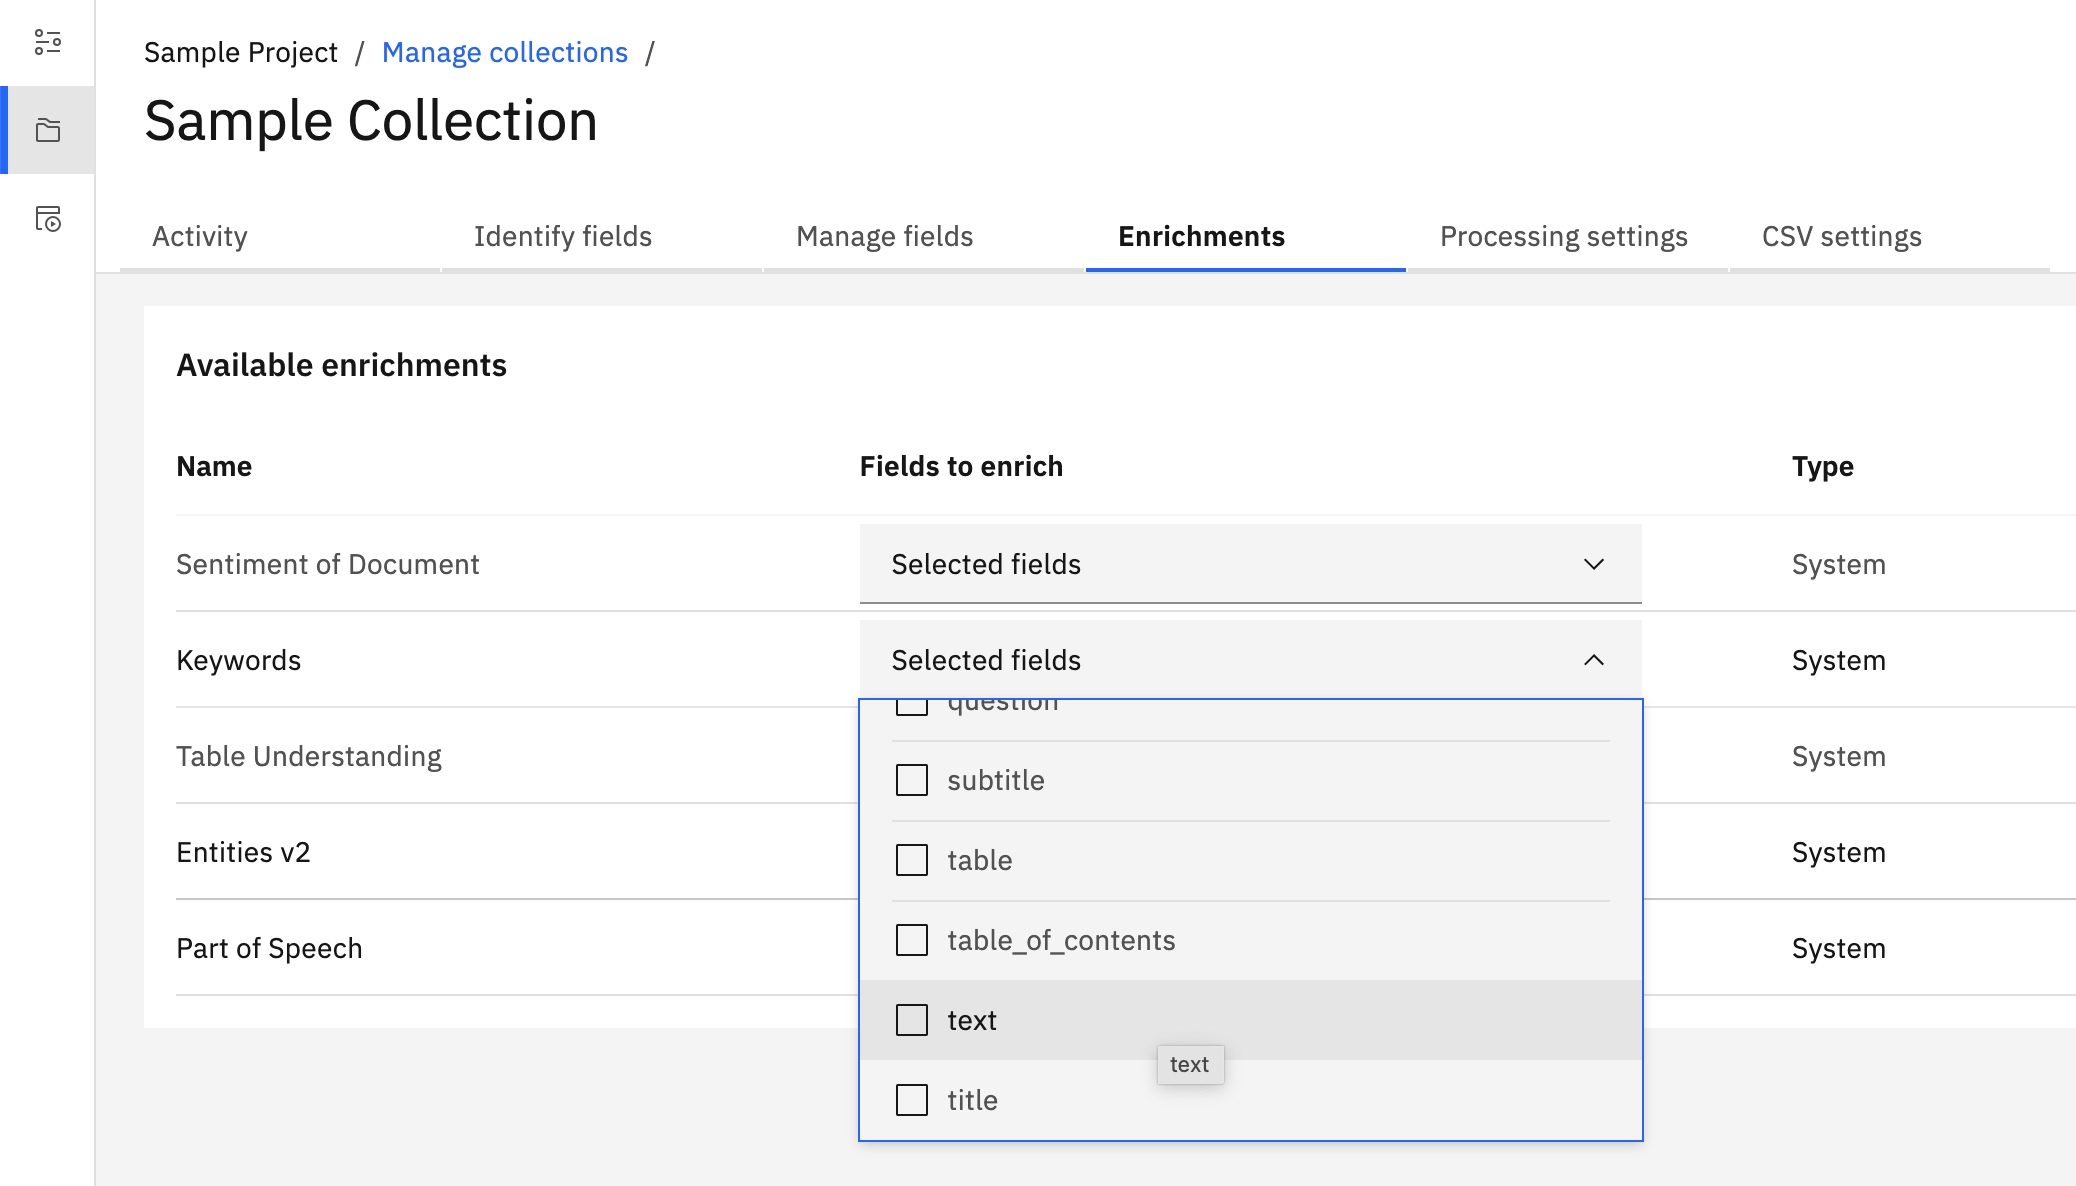 Sample Project / Manage collections /
Sample Collection
Activity Identify fields Manage fields Enrichments Processing settings CSV settings
Available enrichments
Name Fields to enrich Type
Sentiment of Document Selected fields System
Keywords Selected fields System
question
Table Understanding System
subtitle
Entities v2 System
table
Part of Speech System
table_of_contents
text
text
title